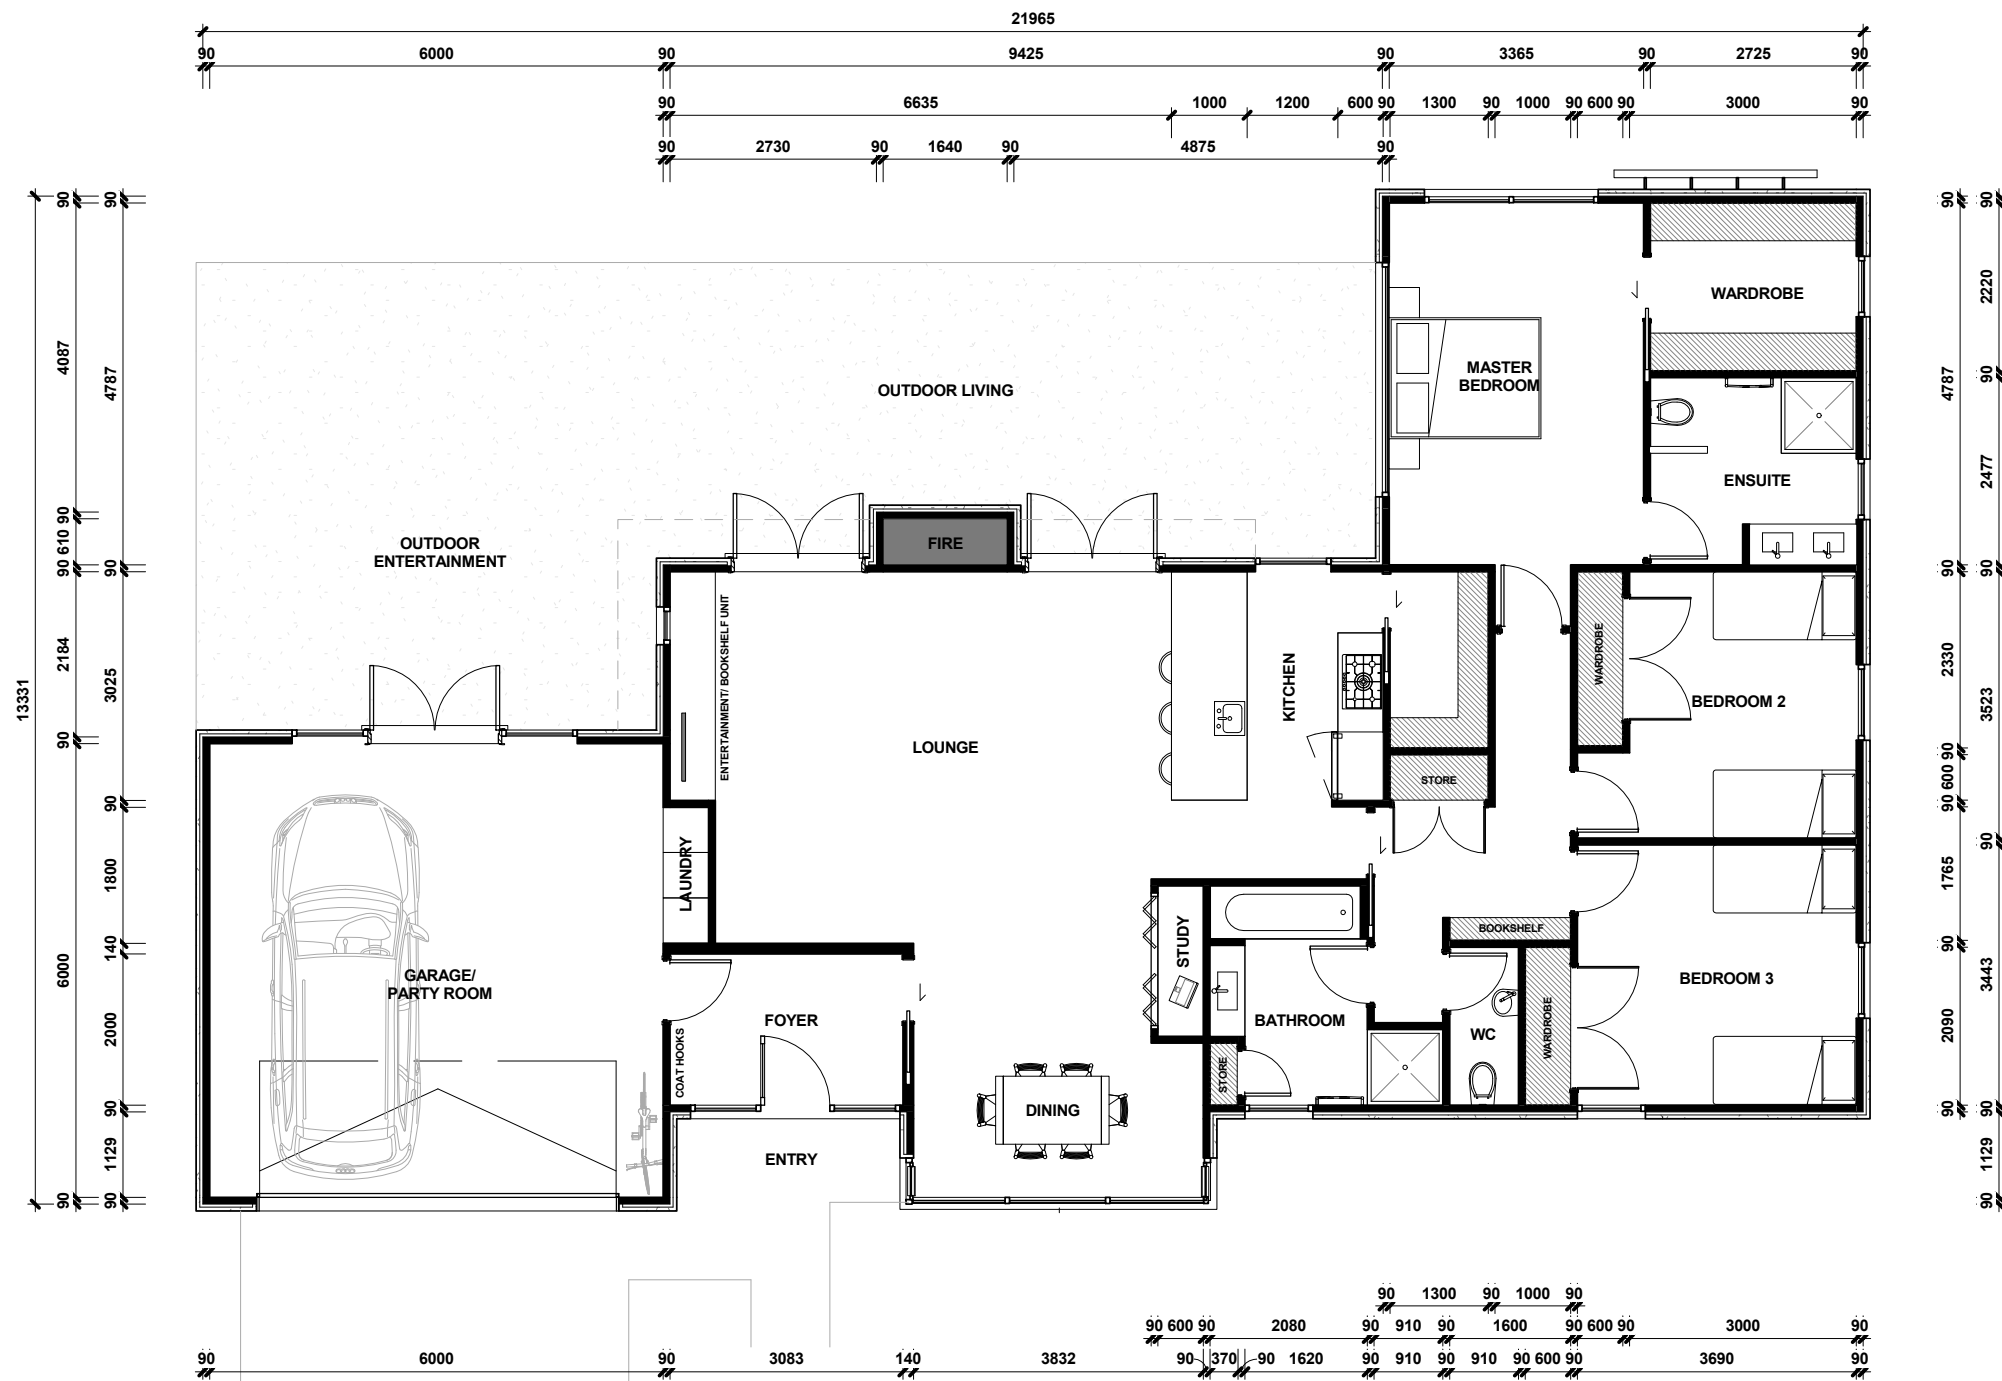 21965
90 6000 90 9425 90 3365 90 2725 90
90 6635 1000 1200 600 90 1300 90 1000 90 600 90 3000 90
90 2730 90 1640 90 4875 90
13331
90 4087 90 610 90 2184 90 6000 90
90 4787 90 3025 90 1800 140 2000 90 1129 90
WARDROBE
MASTER
BEDROOM
OUTDOOR LIVING
ENSUITE
OUTDOOR
ENTERTAINMENT
FIRE
ENTERTAINMENT/ BOOKSHELF UNIT
LOUNGE
KITCHEN
WARDROBE
BEDROOM 2
STORE
LAUNDRY
STUDY
BOOKSHELF
GARAGE/
PARTY ROOM
BEDROOM 3
FOYER
BATHROOM
WC
WARDROBE
COAT HOOKS
STORE
DINING
ENTRY
90 4787 90 2330 90 600 90 1765 90 2090 90
90 2220 90 2477 90 3523 90 3443 90 1129 90
90 1300 90 1000 90
90 600 90 2080 90 910 90 1600 90 600 90 3000 90
90 6000 90 3083 140 3832 90 370 90 1620 90 910 90 910 90 600 90 3690 90